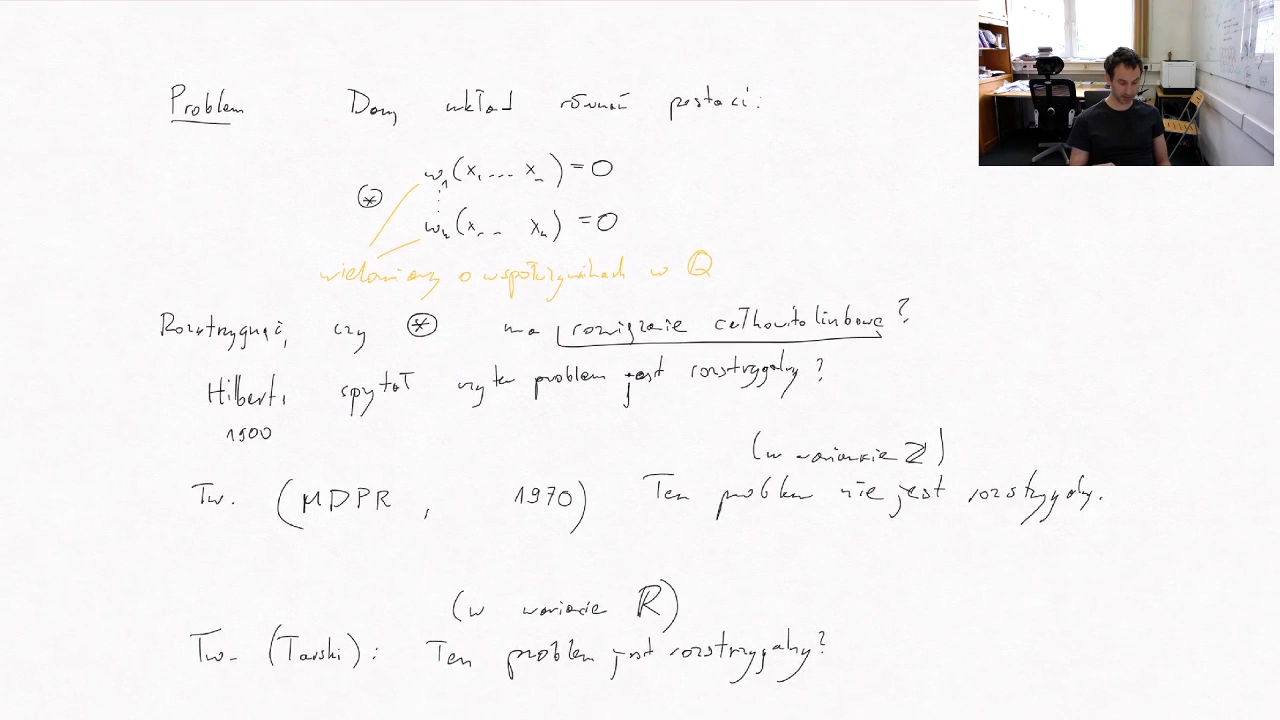 Problem Dany układ równań postaci:
w₁(x₁ ... xₙ) = 0
⊛ ⋮
wₖ(x₁ .. xₙ) = 0
wielomiany o współczynnikach w ℚ
Rozstrzygnąć, czy ⊛ ma rozwiązanie całkowitoliczbowe?
Hilbert, spytał czy ten problem jest rozstrzygalny?
1900
(w wariancie ℤ)
Tw. (MDPR, 1970) Ten problem nie jest rozstrzygalny.
(w wariancie ℝ)
Tw. (Tarski): Ten problem jest rozstrzygalny?